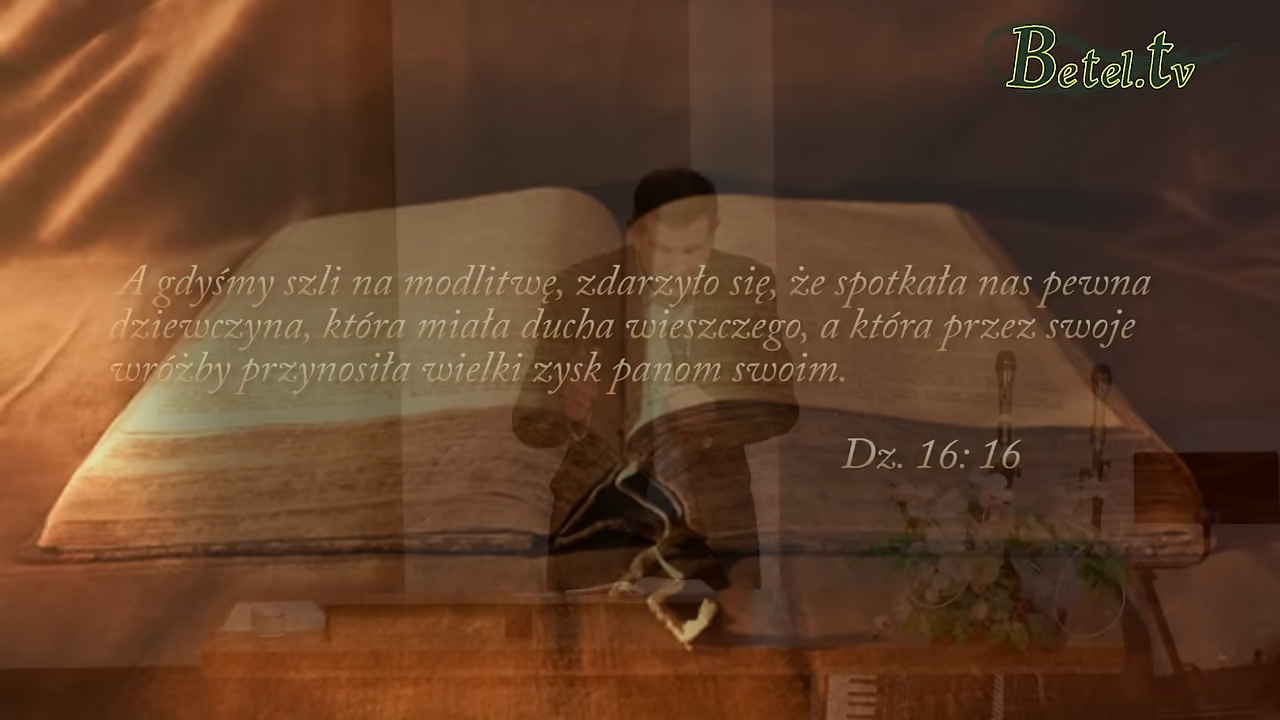 Betel.tv
A gdyśmy szli na modlitwę, zdarzyło się, że spotkała nas pewna
dziewczyna, która miała ducha wieszczego, a która przez swoje
wróżby przynosiła wielki zysk panom swoim.
Dz. 16: 16